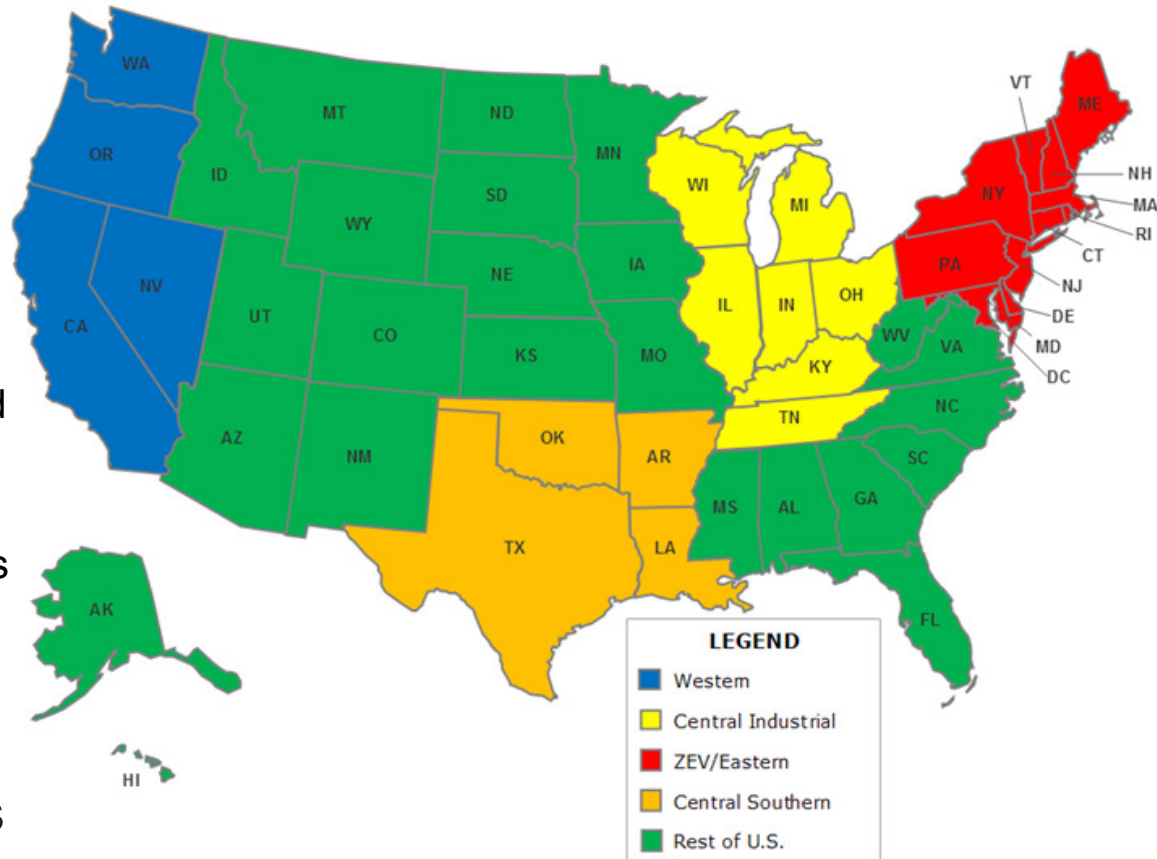 WA
MT
ND
MN
VT
ME
OR
ID
SD
WI
MI
NY
NH
MA
RI
WY
CT
NV
NE
IA
PA
NJ
CA
UT
CO
IL
IN
OH
DE
MD
DC
KS
MO
WV
VA
KY
d
AZ
NM
OK
AR
TN
NC
SC
TX
LA
MS
AL
GA
s
AK
FL
HI
LEGEND
Western
Central Industrial
ZEV/Eastern
Central Southern
Rest of U.S.
s